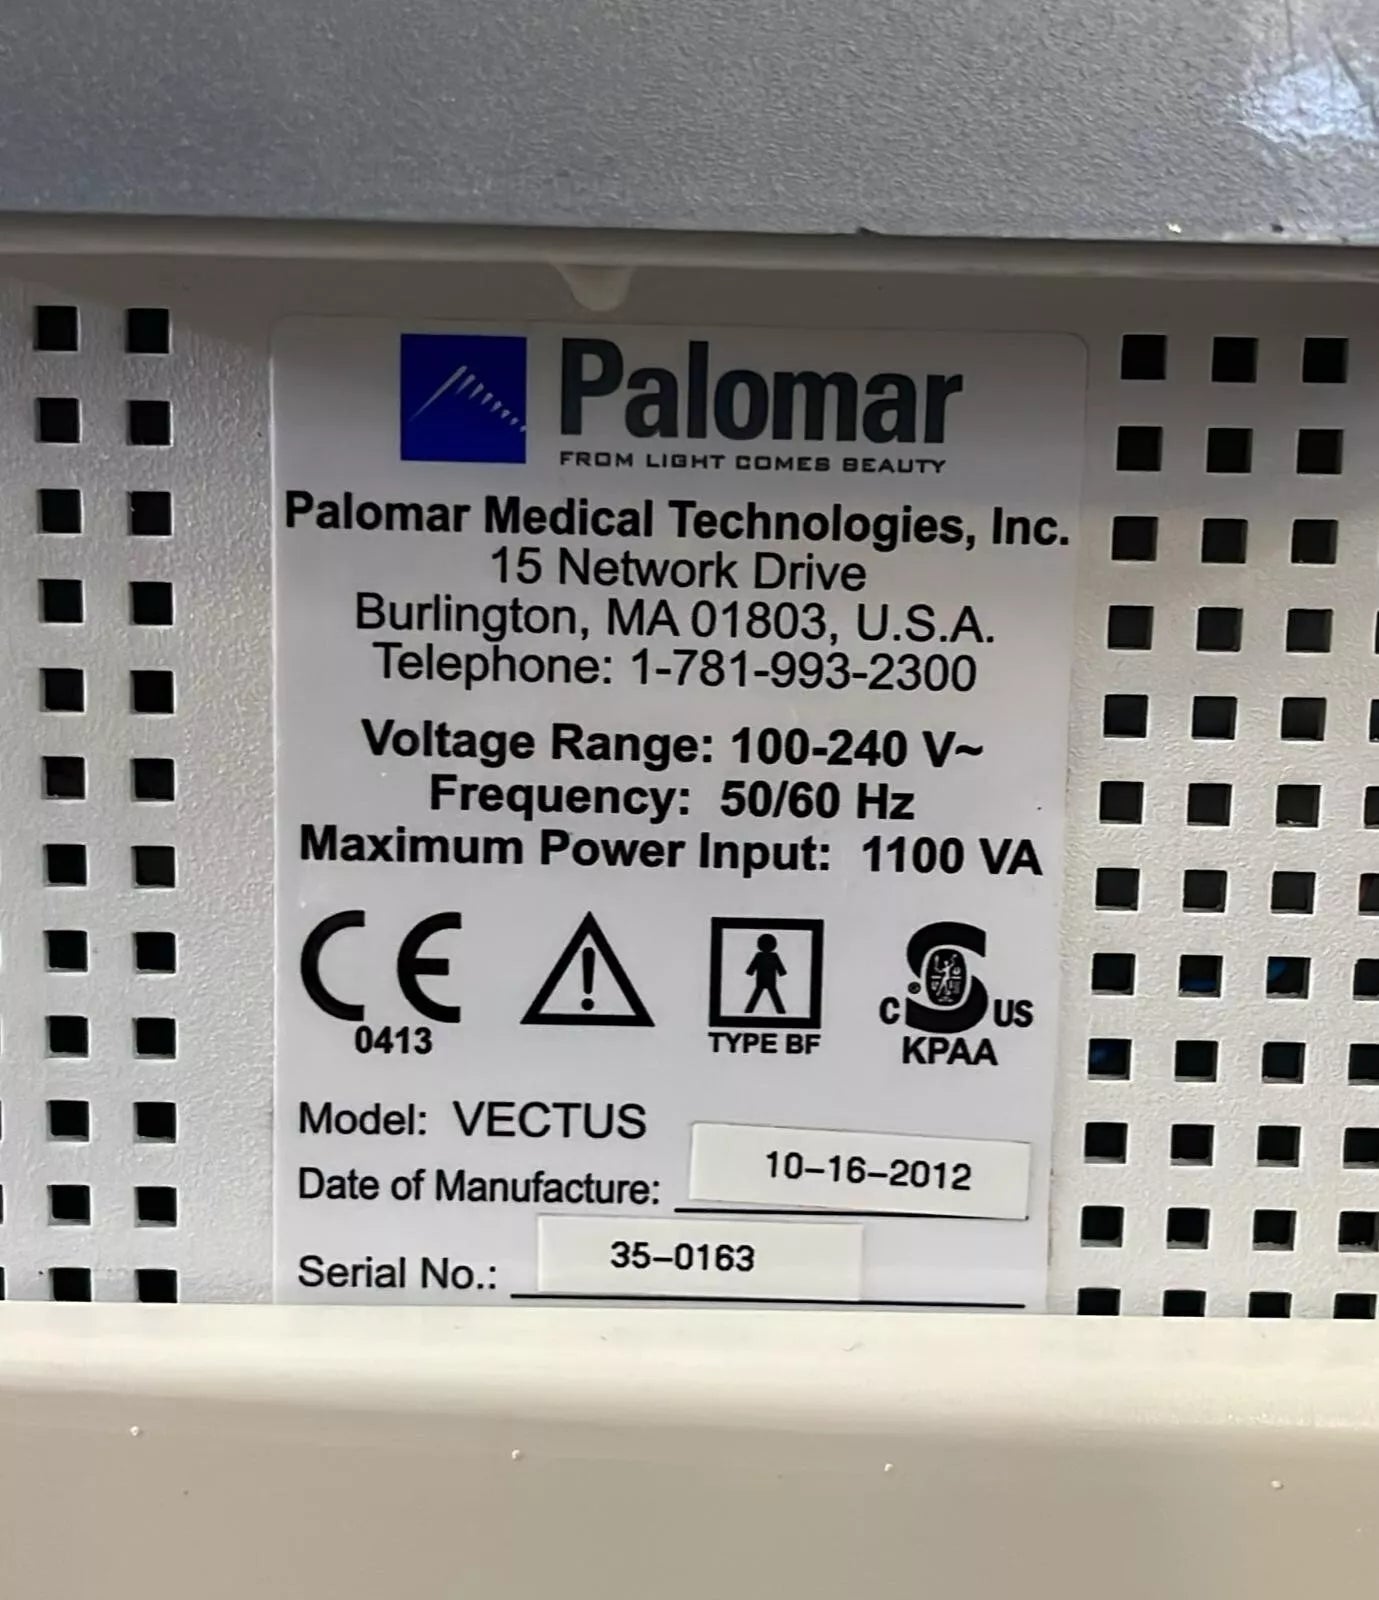 Palomar
FROM LIGHT COMES BEAUTY
Palomar Medical Technologies, Inc.
15 Network Drive
Burlington, MA 01803, U.S.A.
Telephone: 1-781-993-2300
Voltage Range: 100-240 V~
Frequency: 50/60 Hz
Maximum Power Input: 1100 VA
CE
0413
!
TYPE BF
C S ® US
KPAA
Model: VECTUS
Date of Manufacture: 10-16-2012
Serial No.: 35-0163